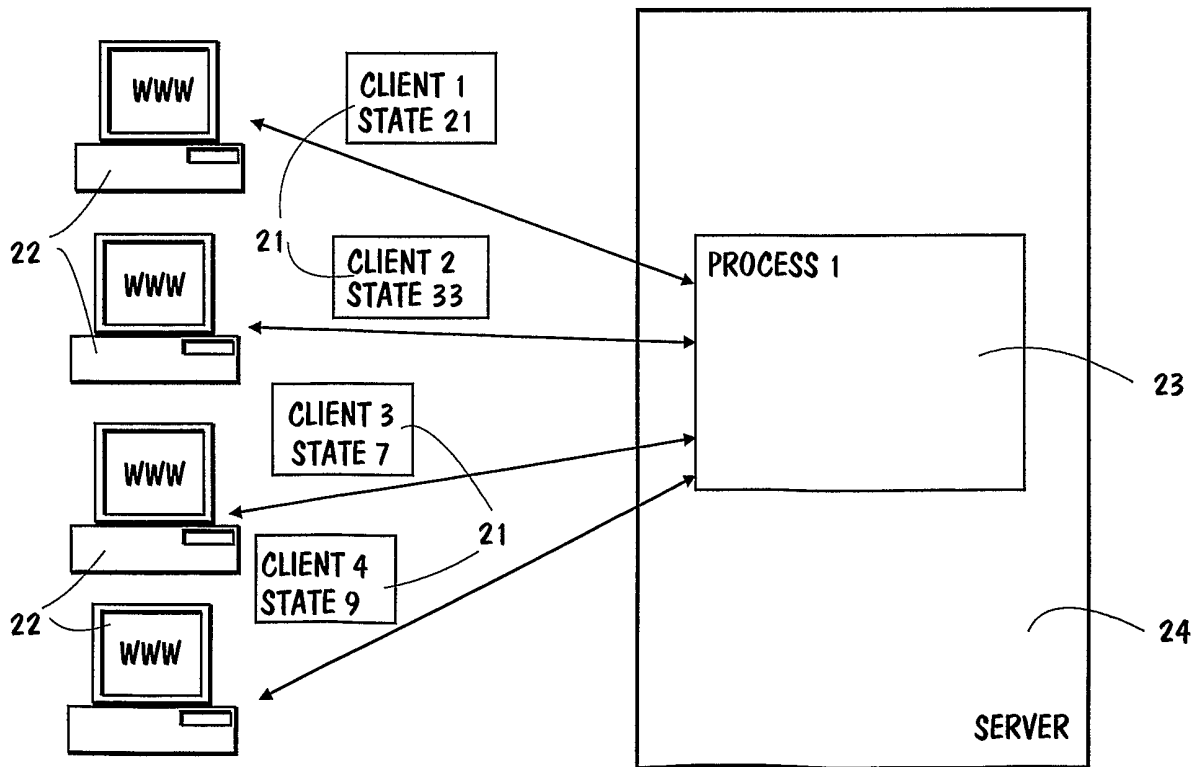 WWW
CLIENT 1
STATE 21
22
21
WWW
CLIENT 2
STATE 33
PROCESS 1
23
CLIENT 3
STATE 7
WWW
21
CLIENT 4
STATE 9
22
WWW
24
SERVER